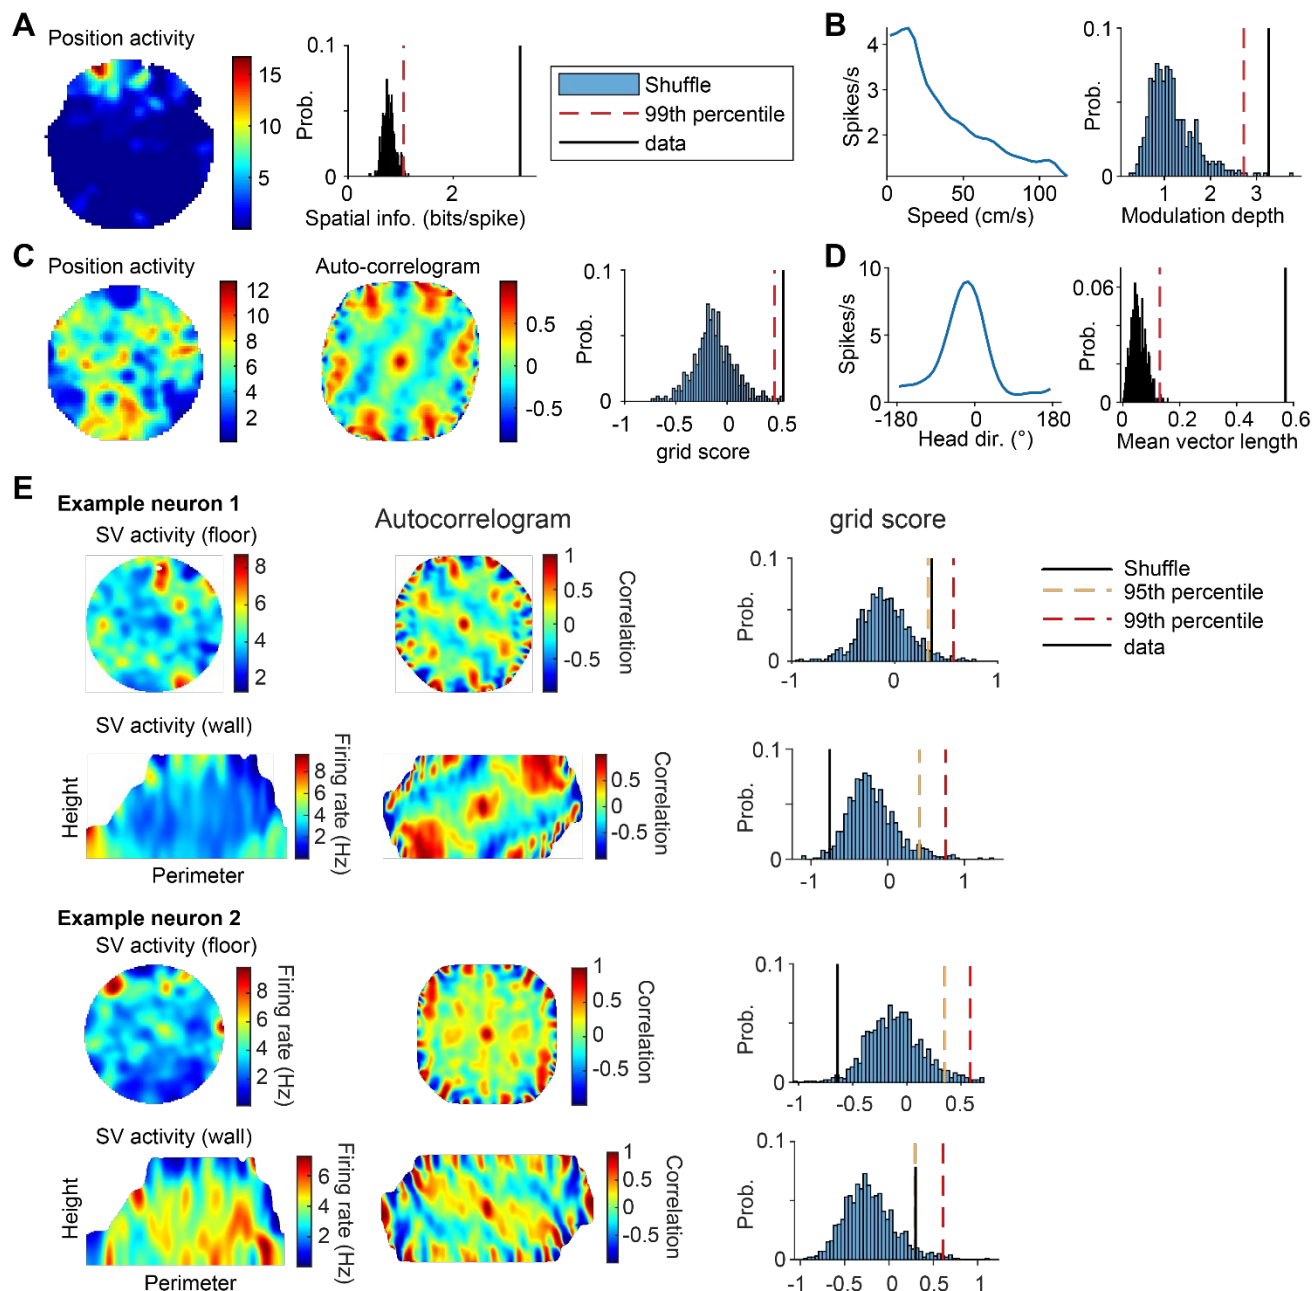 A
Position activity
15
10
5
0.1
Prob.
0
0
2
Spatial info. (bits/spike)
Shuffle
99th percentile
data
B
4
2
Spikes/s
0
50
100
Speed (cm/s)
0.1
Prob.
0
1
2
3
Modulation depth
C
Position activity
12
10
8
6
4
2
Auto-correlogram
0.5
0
-0.5
0.1
Prob.
0
-1
-0.5
0
0.5
grid score
D
10
5
0
Spikes/s
-180
0
180
Head dir. (°)
0.06
Prob.
0
0
0.2
0.4
0.6
Mean vector length
E
Example neuron 1
SV activity (floor)
8
6
4
2
Autocorrelogram
1
0.5
0
-0.5
Correlation
grid score
0.1
Prob.
0
-1
0
1
Shuffle
95th percentile
99th percentile
data
SV activity (wall)
Height
Perimeter
8
6
4
2
Firing rate (Hz)
0.5
0
-0.5
Correlation
0.1
Prob.
0
-1
0
1
Example neuron 2
SV activity (floor)
8
6
4
2
Firing rate (Hz)
1
0.5
0
-0.5
Correlation
0.1
Prob.
0
-1
-0.5
0
0.5
SV activity (wall)
Height
Perimeter
6
4
2
Firing rate (Hz)
1
0.5
0
-0.5
Correlation
0.1
Prob.
0
-1
-0.5
0
0.5
1